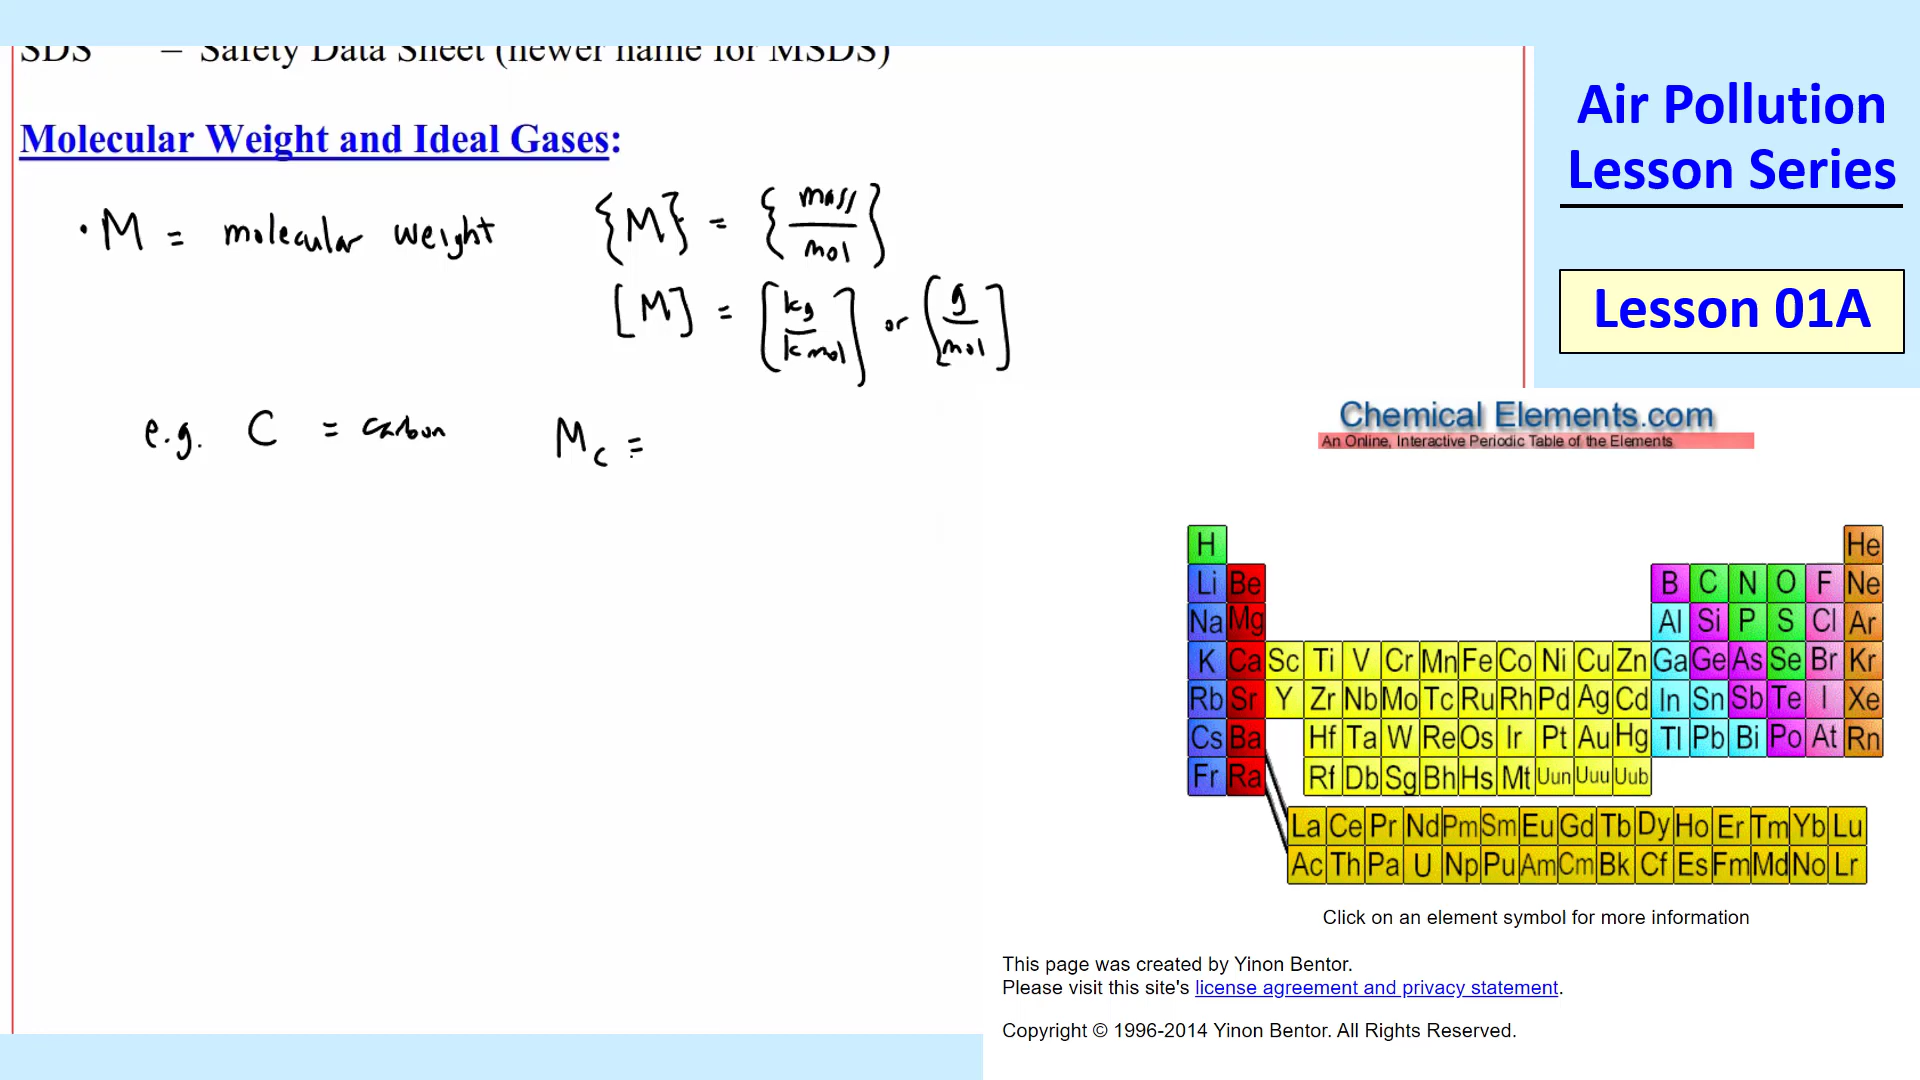 SDS = Safety Data Sheet (newer name for MSDS)
Molecular Weight and Ideal Gases:
• M = molecular weight {M} = {mass/mol}
[M] = [kg/kmol] or [g/mol]
e.g. C = carbon M_C =
Air Pollution
Lesson Series
Lesson 01A
Chemical Elements.com
An Online, Interactive Periodic Table of the Elements
H He
Li Be B C N O F Ne
Na Mg Al Si P S Cl Ar
K Ca Sc Ti V Cr Mn Fe Co Ni Cu Zn Ga Ge As Se Br Kr
Rb Sr Y Zr Nb Mo Tc Ru Rh Pd Ag Cd In Sn Sb Te I Xe
Cs Ba Hf Ta W Re Os Ir Pt Au Hg Tl Pb Bi Po At Rn
Fr Ra Rf Db Sg Bh Hs Mt Uun Uuu Uub
La Ce Pr Nd Pm Sm Eu Gd Tb Dy Ho Er Tm Yb Lu
Ac Th Pa U Np Pu Am Cm Bk Cf Es Fm Md No Lr
Click on an element symbol for more information
This page was created by Yinon Bentor.
Please visit this site's license agreement and privacy statement.
Copyright © 1996-2014 Yinon Bentor. All Rights Reserved.